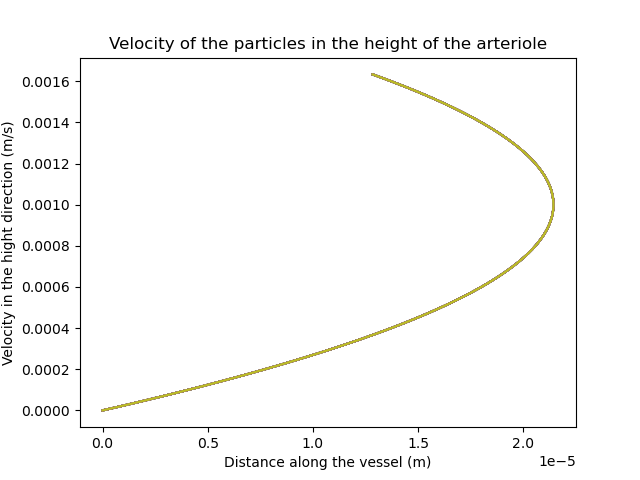 Velocity of the particles in the height of the arteriole
0.0016
0.0014
0.0012
0.0010
0.0008
0.0006
0.0004
0.0002
0.0000
Velocity in the hight direction (m/s)
0.0 0.5 1.0 1.5 2.0
1e−5
Distance along the vessel (m)